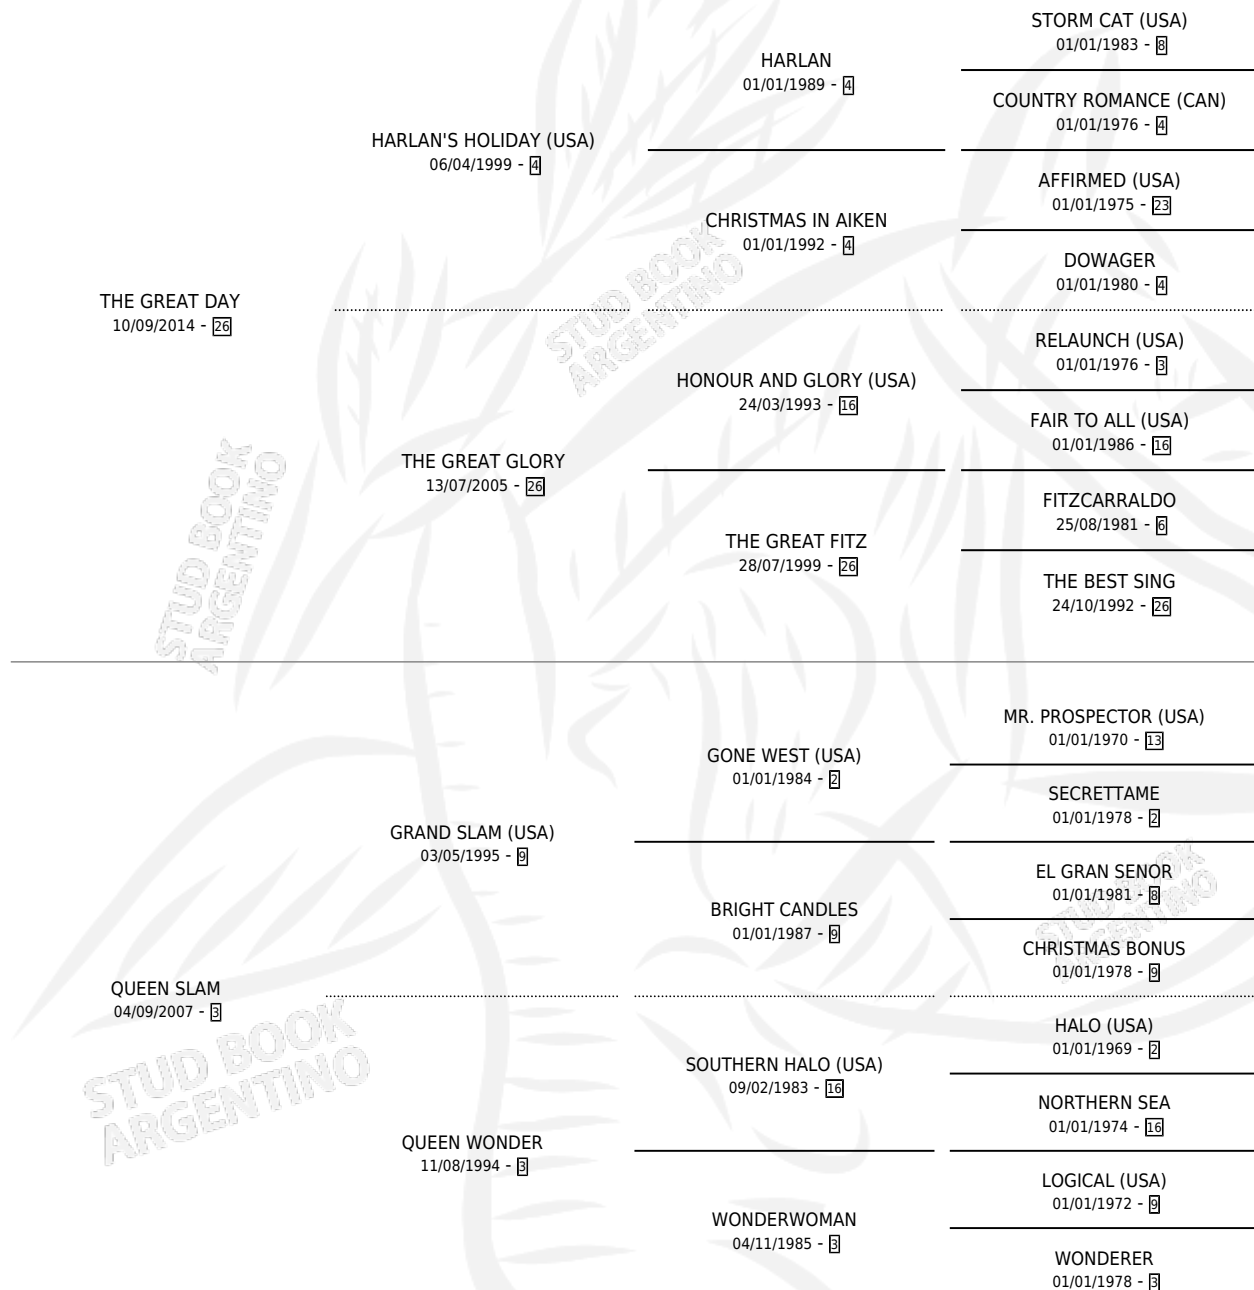 STORM CAT (USA)
01/01/1983 - 8
HARLAN
01/01/1989 - 4
COUNTRY ROMANCE (CAN)
01/01/1976 - 4
HARLAN'S HOLIDAY (USA)
06/04/1999 - 4
AFFIRMED (USA)
01/01/1975 - 23
CHRISTMAS IN AIKEN
01/01/1992 - 4
DOWAGER
01/01/1980 - 4
THE GREAT DAY
10/09/2014 - 26
RELAUNCH (USA)
01/01/1976 - 3
HONOUR AND GLORY (USA)
24/03/1993 - 16
FAIR TO ALL (USA)
01/01/1986 - 16
THE GREAT GLORY
13/07/2005 - 26
FITZCARRALDO
25/08/1981 - 6
THE GREAT FITZ
28/07/1999 - 26
THE BEST SING
24/10/1992 - 26
MR. PROSPECTOR (USA)
01/01/1970 - 13
GONE WEST (USA)
01/01/1984 - 2
SECRETTAME
01/01/1978 - 2
GRAND SLAM (USA)
03/05/1995 - 9
EL GRAN SENOR
01/01/1981 - 8
BRIGHT CANDLES
01/01/1987 - 9
CHRISTMAS BONUS
01/01/1978 - 9
QUEEN SLAM
04/09/2007 - 3
HALO (USA)
01/01/1969 - 2
SOUTHERN HALO (USA)
09/02/1983 - 16
NORTHERN SEA
01/01/1974 - 16
QUEEN WONDER
11/08/1994 - 3
LOGICAL (USA)
01/01/1972 - 9
WONDERWOMAN
04/11/1985 - 3
WONDERER
01/01/1978 - 3
STUD BOOK
ARGENTINO
STUD BOOK
ARGENTINO
STUD BOOK
ARGENTINO
STUD BOOK
ARGENTINO